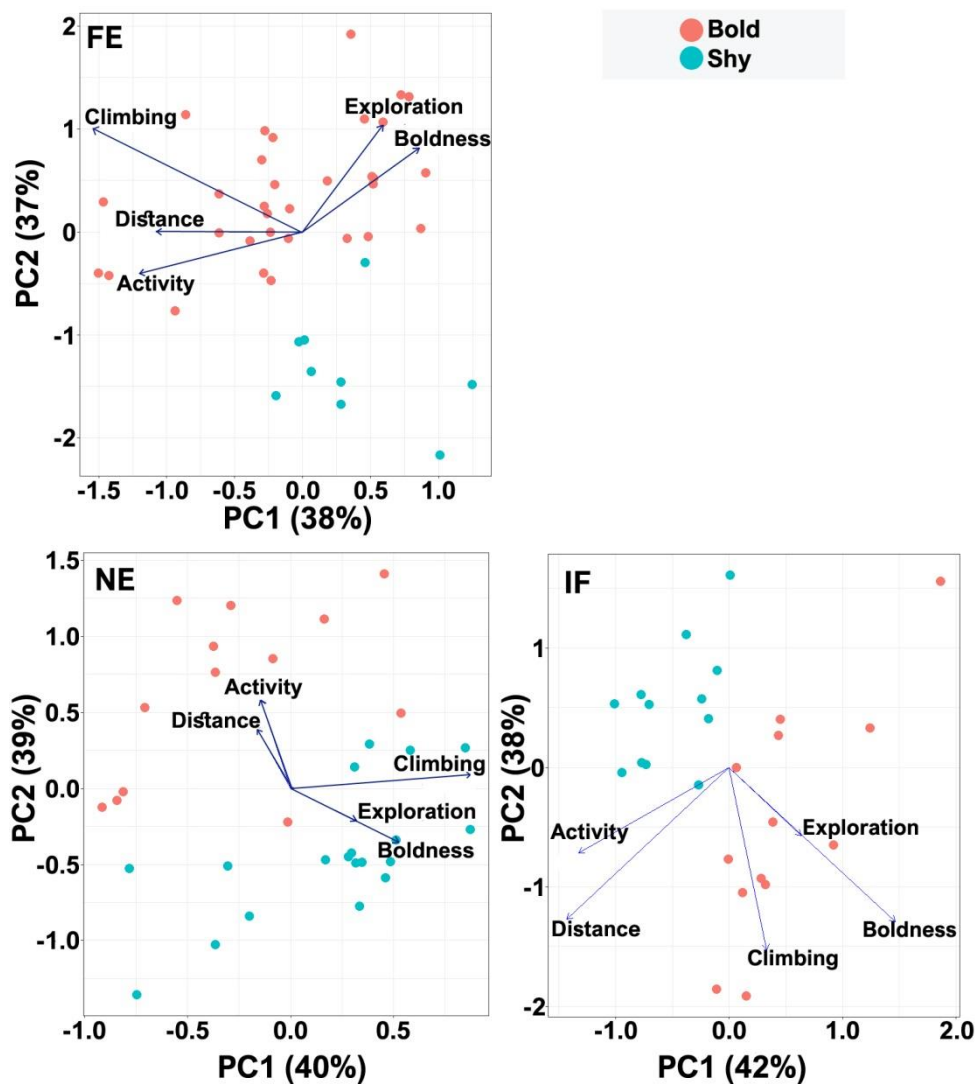 Bold
Shy
FE
2
1
0
-1
-2
Climbing
Exploration
Boldness
Distance
Activity
PC2 (37%)
-1.5 -1.0 -0.5 0.0 0.5 1.0
PC1 (38%)
NE
1.5
1.0
0.5
0.0
-0.5
-1.0
Activity
Distance
Climbing
Exploration
Boldness
PC2 (39%)
-1.0 -0.5 0.0 0.5
PC1 (40%)
IF
1
0
-1
-2
Activity
Exploration
Distance
Boldness
Climbing
PC2 (38%)
-1.0 0.0 1.0 2.0
PC1 (42%)